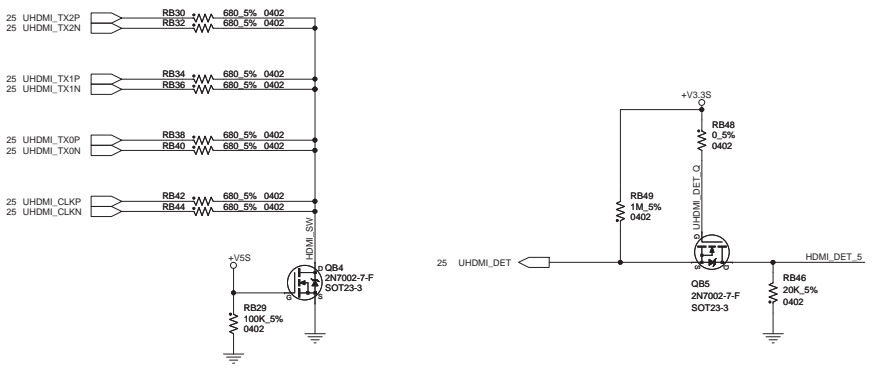 25 UHDMI_TX2P RB30 680_5% 0402
25 UHDMI_TX2N RB32 680_5% 0402
25 UHDMI_TX1P RB34 680_5% 0402
25 UHDMI_TX1N RB36 680_5% 0402
25 UHDMI_TX0P RB38 680_5% 0402
25 UHDMI_TX0N RB40 680_5% 0402
25 UHDMI_CLKP RB42 680_5% 0402
25 UHDMI_CLKN RB44 680_5% 0402
HDMI_SW
+V5S
D
G
S
QB4
2N7002-7-F
SOT23-3
RB29
100K_5%
0402
+V3.3S
RB48
0_5%
0402
UHDMI_DET_Q
RB49
1M_5%
0402
25 UHDMI_DET
G
S
D
QB5
2N7002-7-F
SOT23-3
HDMI_DET_5
RB46
20K_5%
0402